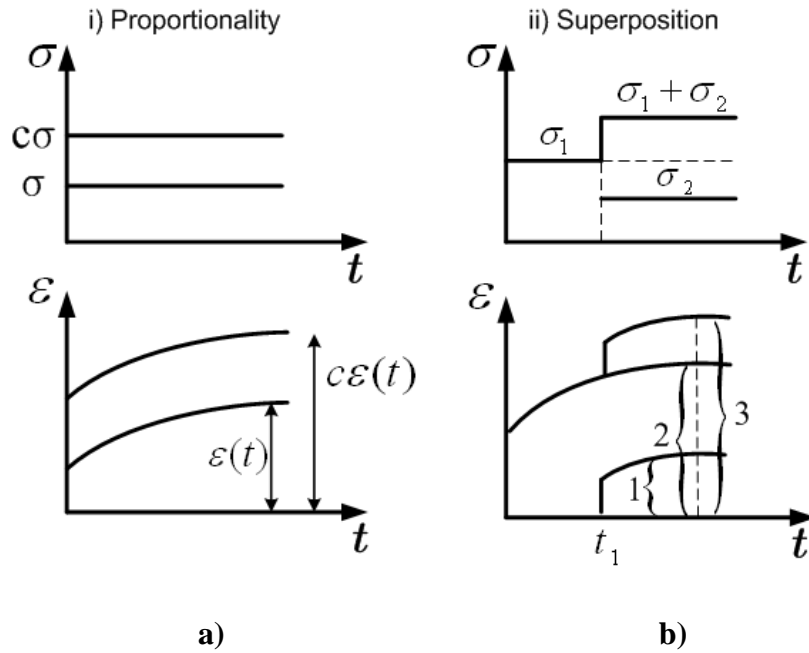 i) Proportionality
σ
cσ
σ
t
ε
cε(t)
ε(t)
t
a)
ii) Superposition
σ
σ₁ + σ₂
σ₁
σ₂
t
ε
1
2
3
t₁
t
b)